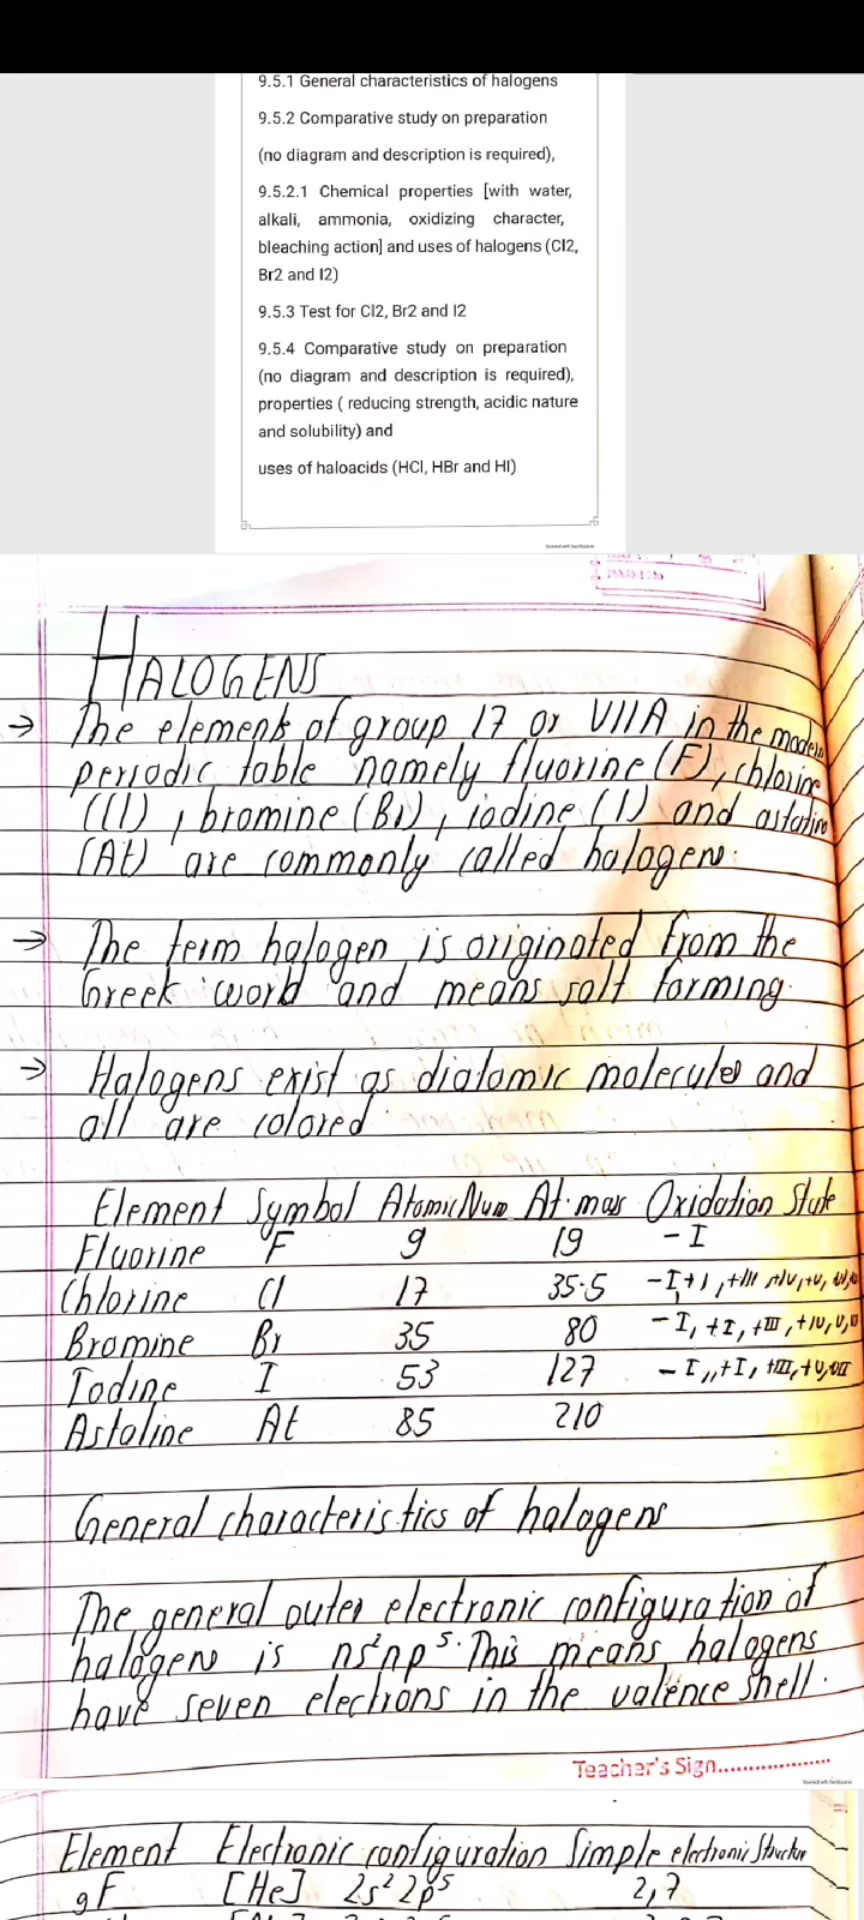 9.5.1 General characteristics of halogens
9.5.2 Comparative study on preparation
(no diagram and description is required),
9.5.2.1 Chemical properties [with water,
alkali, ammonia, oxidizing character,
bleaching action] and uses of halogens (Cl2,
Br2 and I2)
9.5.3 Test for Cl2, Br2 and I2
9.5.4 Comparative study on preparation
(no diagram and description is required),
properties ( reducing strength, acidic nature
and solubility) and
uses of haloacids (HCl, HBr and HI)
HALOGENS
→ The elements of group 17 or VIIA in the modern
periodic table namely fluorine (F), chlorine
(Cl), bromine (Br), iodine (I) and astatine
(At) are commonly called halogens.
→ The term halogen is originated from the
Greek word and means salt forming.
→ Halogens exist as diatomic molecules and
all are colored.
Element Symbol Atomic Num At. mass Oxidation State
Fluorine F 9 19 -I
Chlorine Cl 17 35.5 -I, +I, +III, +IV, +V,
Bromine Br 35 80 -I, +I, +III, +IV, V,
Iodine I 53 127 -I,, +I, +III, +V, VII
Astatine At 85 210
General characteristics of halogens
The general outer electronic configuration of
halogens is ns²np⁵. This means, halogens
have seven electrons in the valence shell.
Teacher's Sign...................
Element Electronic configuration Simple electronic Structure
₉F [He] 2s² 2p⁵ 2,7